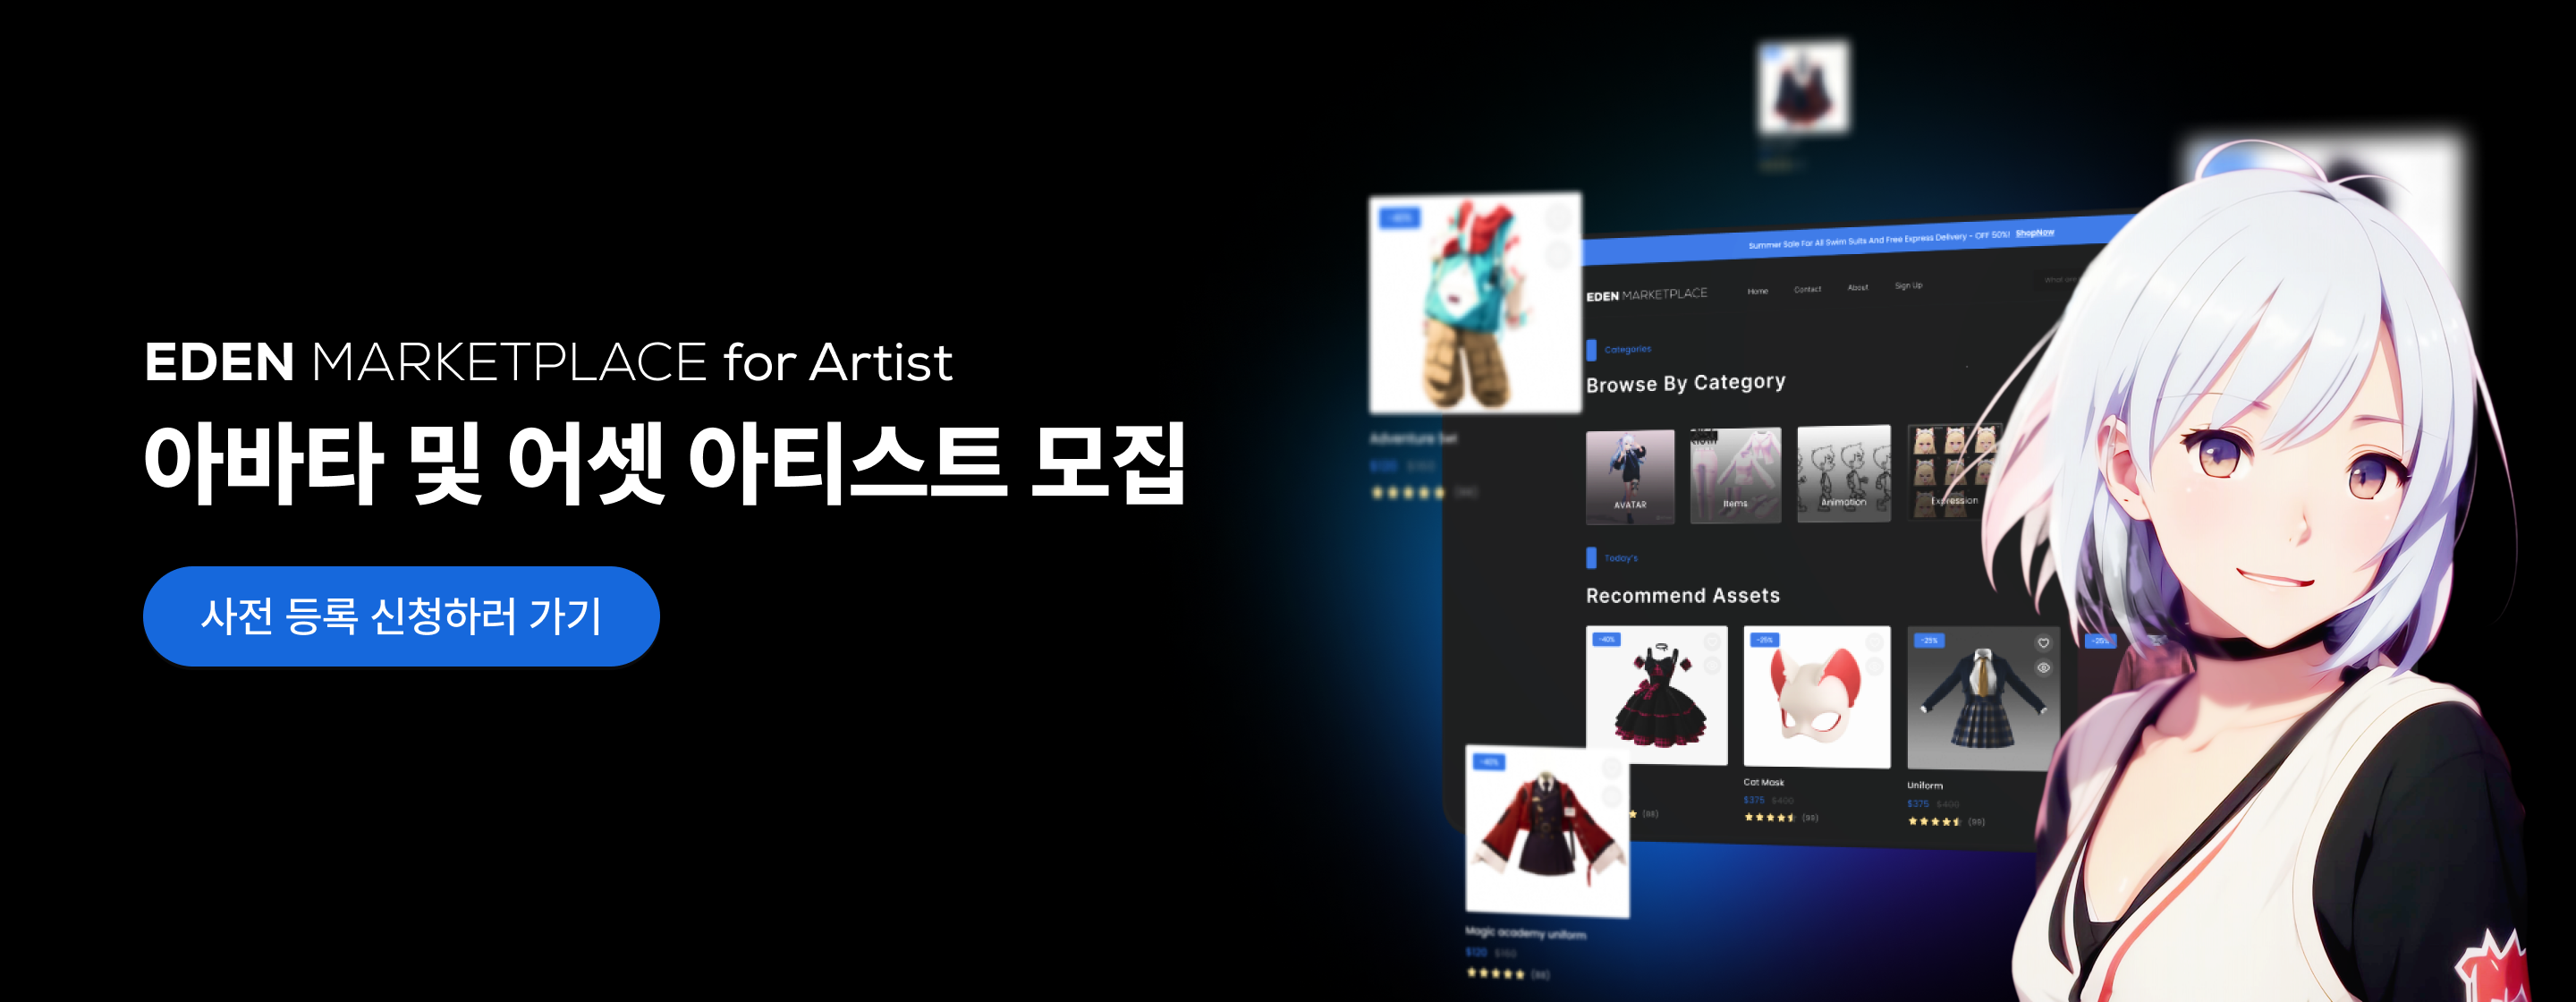 EDEN MARKETPLACE for Artist
아바타 및 어셋 아티스트 모집
사전 등록 신청하러 가기
-40%
Adventure Set
$120 $160
Summer Sale For All Swim Suits And Free Express Delivery - OFF 50%! ShopNow
EDEN MARKETPLACE
Home Contact About Sign Up
What are
Categories
Browse By Category
AVATAR
Items
Animation
Expression
Today's
Recommend Assets
-40%
(88)
-25%
Cat Mask
$375 $400
(99)
-25%
Uniform
$375 $400
(99)
-25%
-40%
Magic academy uniform
$120 $160
(88)